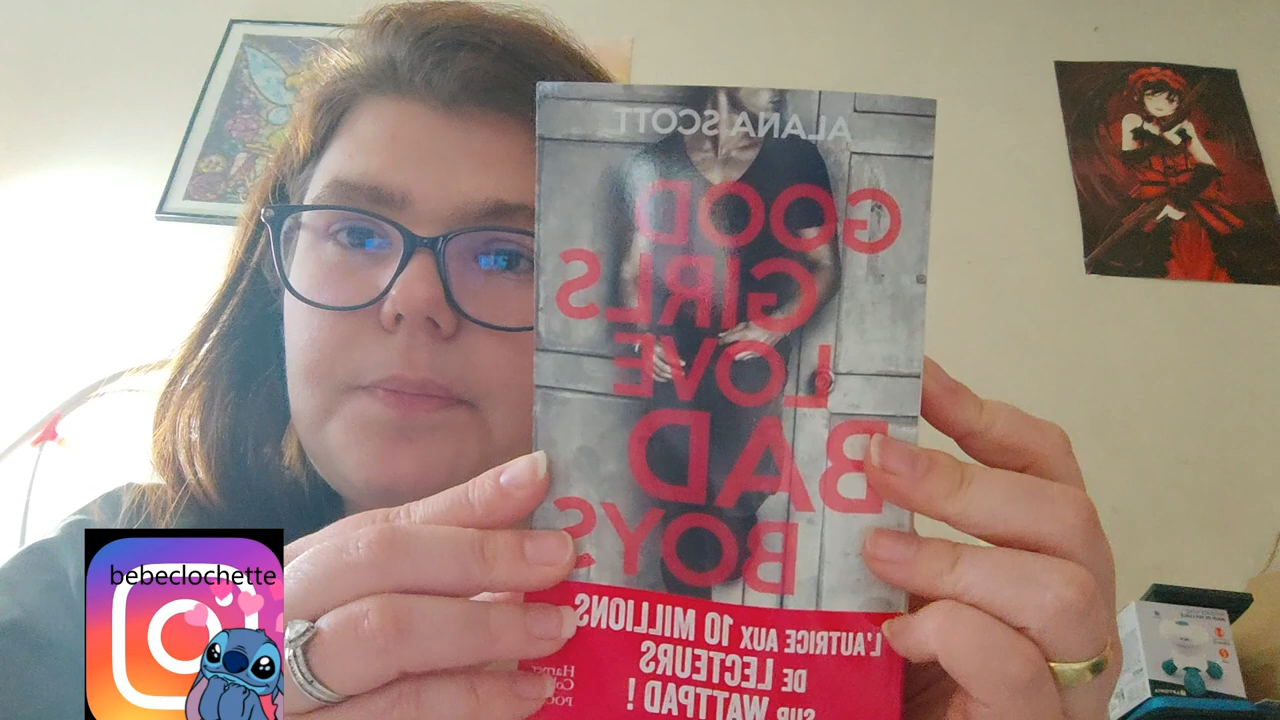 ALANA SCOTT
GOOD
GIRLS
LOVE
BAD
BOYS
L'AUTRICE AUX 10 MILLIONS
DE LECTEURS
SUR WATTPAD !
bebeclochette